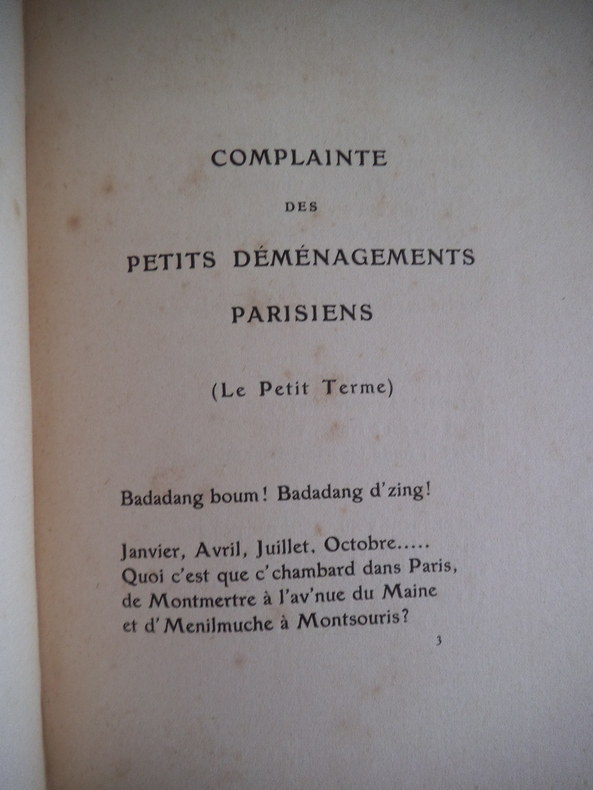 COMPLAINTE
DES
PETITS DÉMÉNAGEMENTS
PARISIENS
(Le Petit Terme)
Badadang boum! Badadang d'zing!
Janvier, Avril, Juillet, Octobre.....
Quoi c'est que c'chambard dans Paris,
de Montmertre à l'av'nue du Maine
et d'Menilmuche à Montsouris?
3